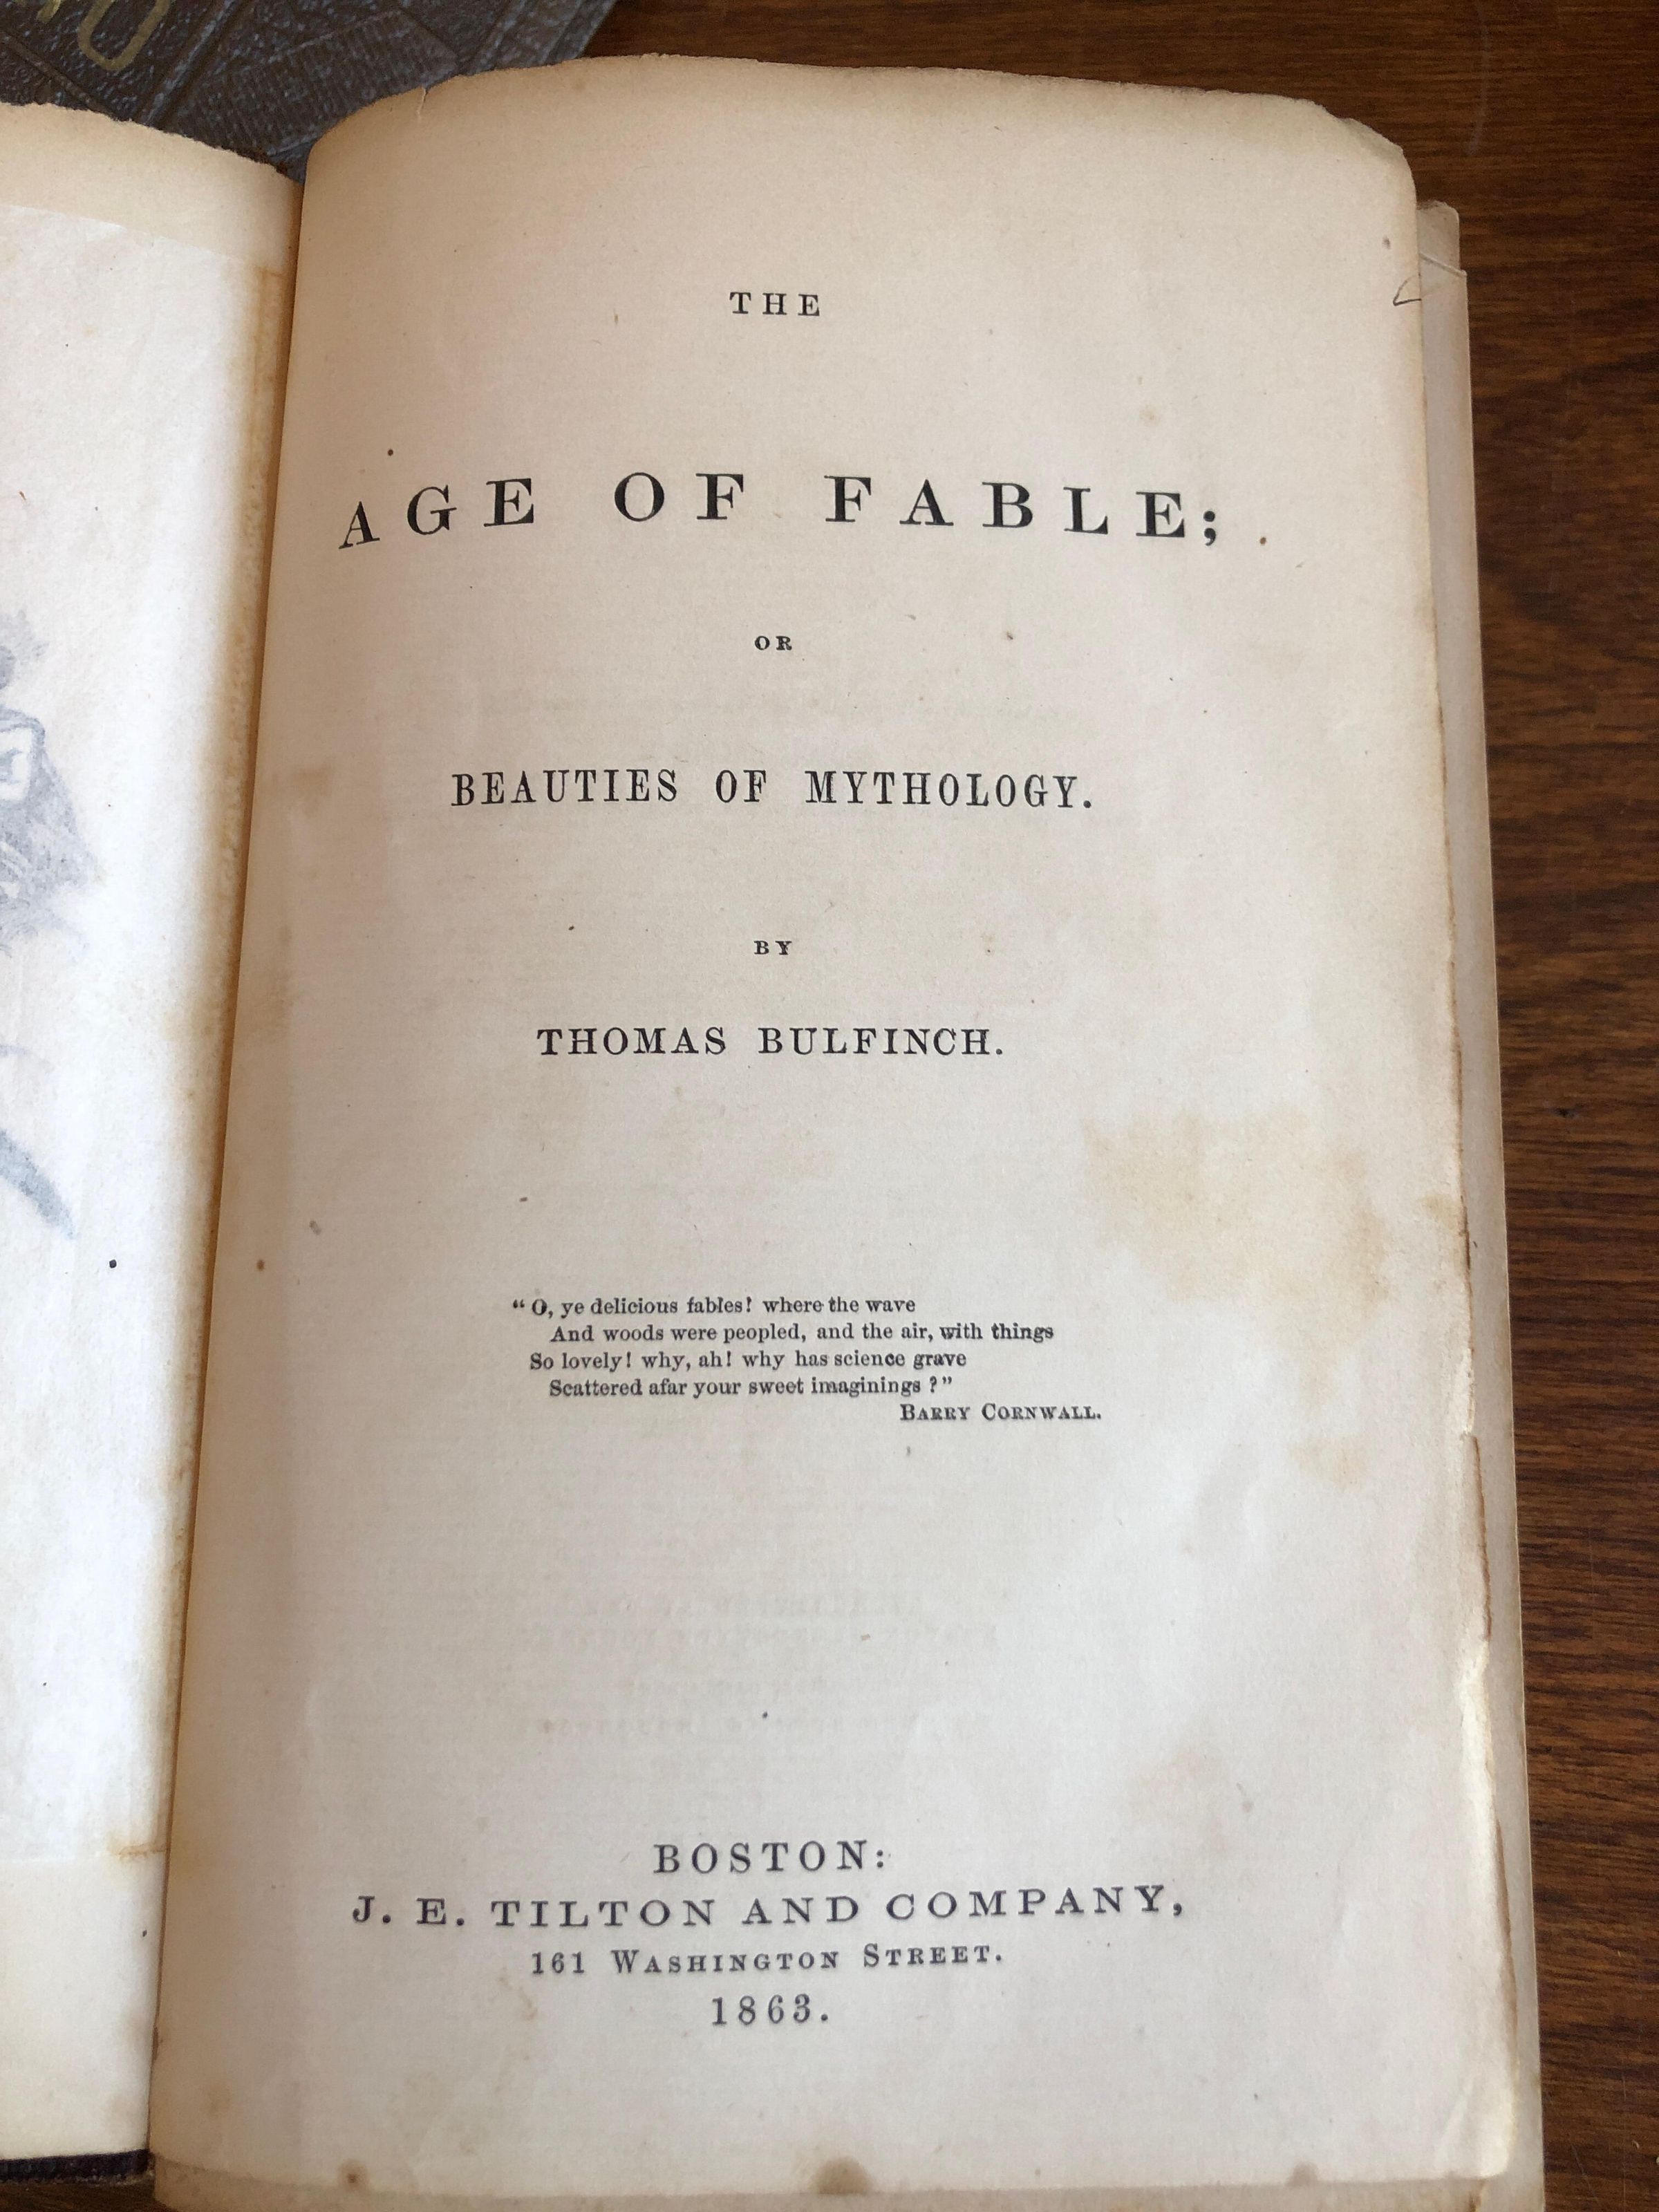 THE
AGE OF FABLE;
OR
BEAUTIES OF MYTHOLOGY.
BY
THOMAS BULFINCH.
“O, ye delicious fables! where the wave
And woods were peopled, and the air, with things
So lovely! why, ah! why has science grave
Scattered afar your sweet imaginings?”
BARRY CORNWALL.
BOSTON:
J. E. TILTON AND COMPANY,
161 WASHINGTON STREET.
1863.